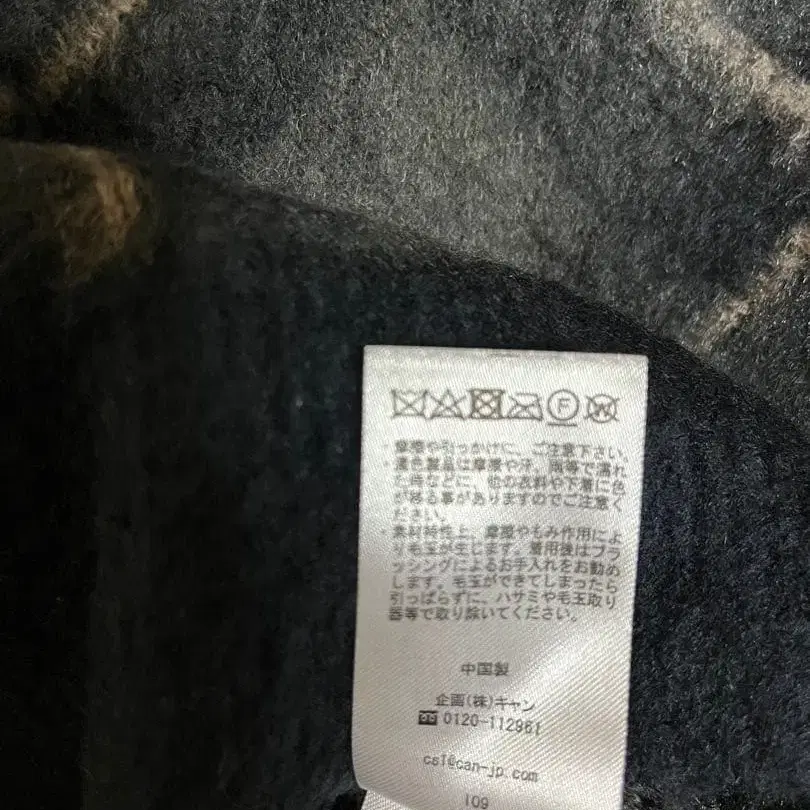 F W
・摩擦や引っかけに、ご注意下さい。
・濃色製品は摩擦や汗、雨等で濡れ
た時などに、他の衣料や下着に色
が移る事がありますのでご注意く
ださい。
・素材特性上、摩擦やもみ作用によ
り毛玉が生じます。着用後はブラ
ッシングによるお手入れをお勧め
します。毛玉ができてしまったら
引っぱらずに、ハサミや毛玉取り
器等で取り除いてください。
中国製
企画(株)キャン
0120-112961
cs1@can-jp.com
109